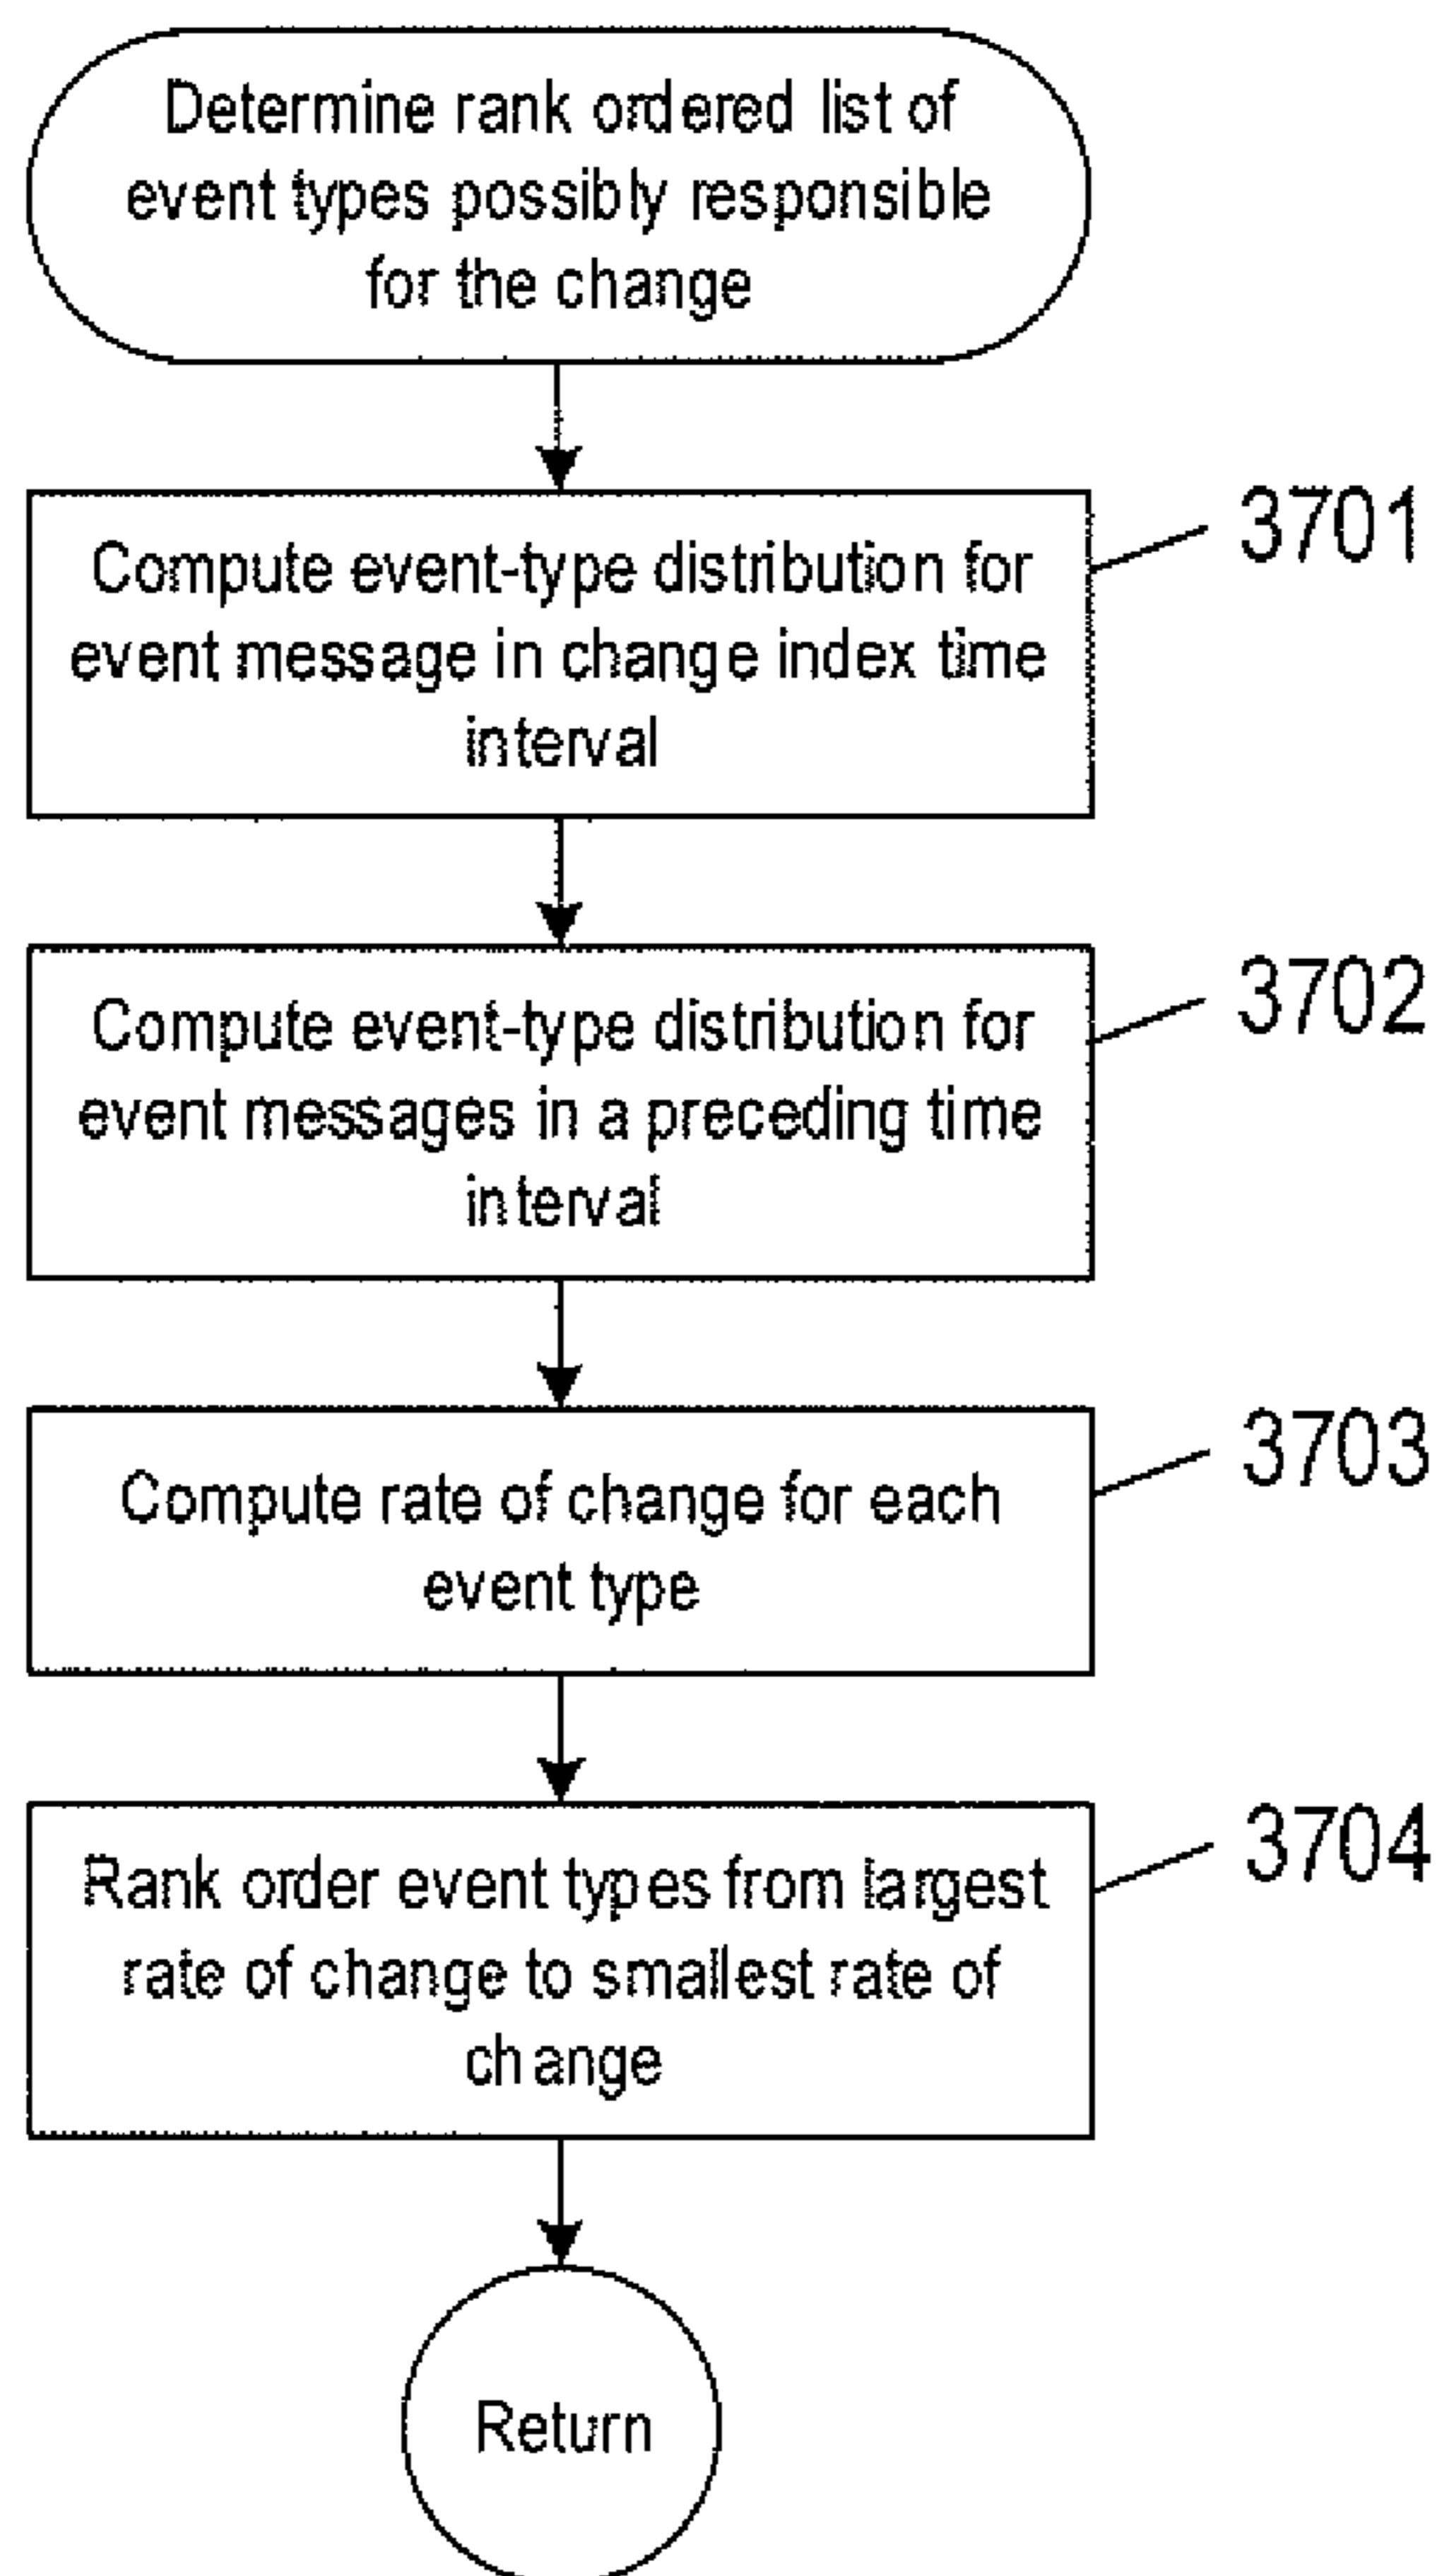 Determine rank ordered list of
event types possibly responsible
for the change
Compute event-type distribution for
event message in change index time
interval
3701
Compute event-type distribution for
event messages in a preceding time
interval
3702
Compute rate of change for each
event type
3703
Rank order event types from largest
rate of change to smallest rate of
change
3704
Return